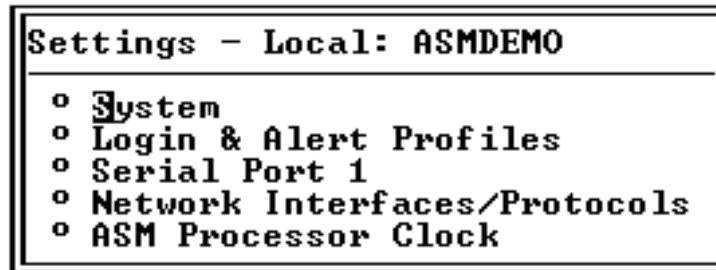 Settings - Local: ASMDEMO
° System
° Login & Alert Profiles
° Serial Port 1
° Network Interfaces/Protocols
° ASM Processor Clock